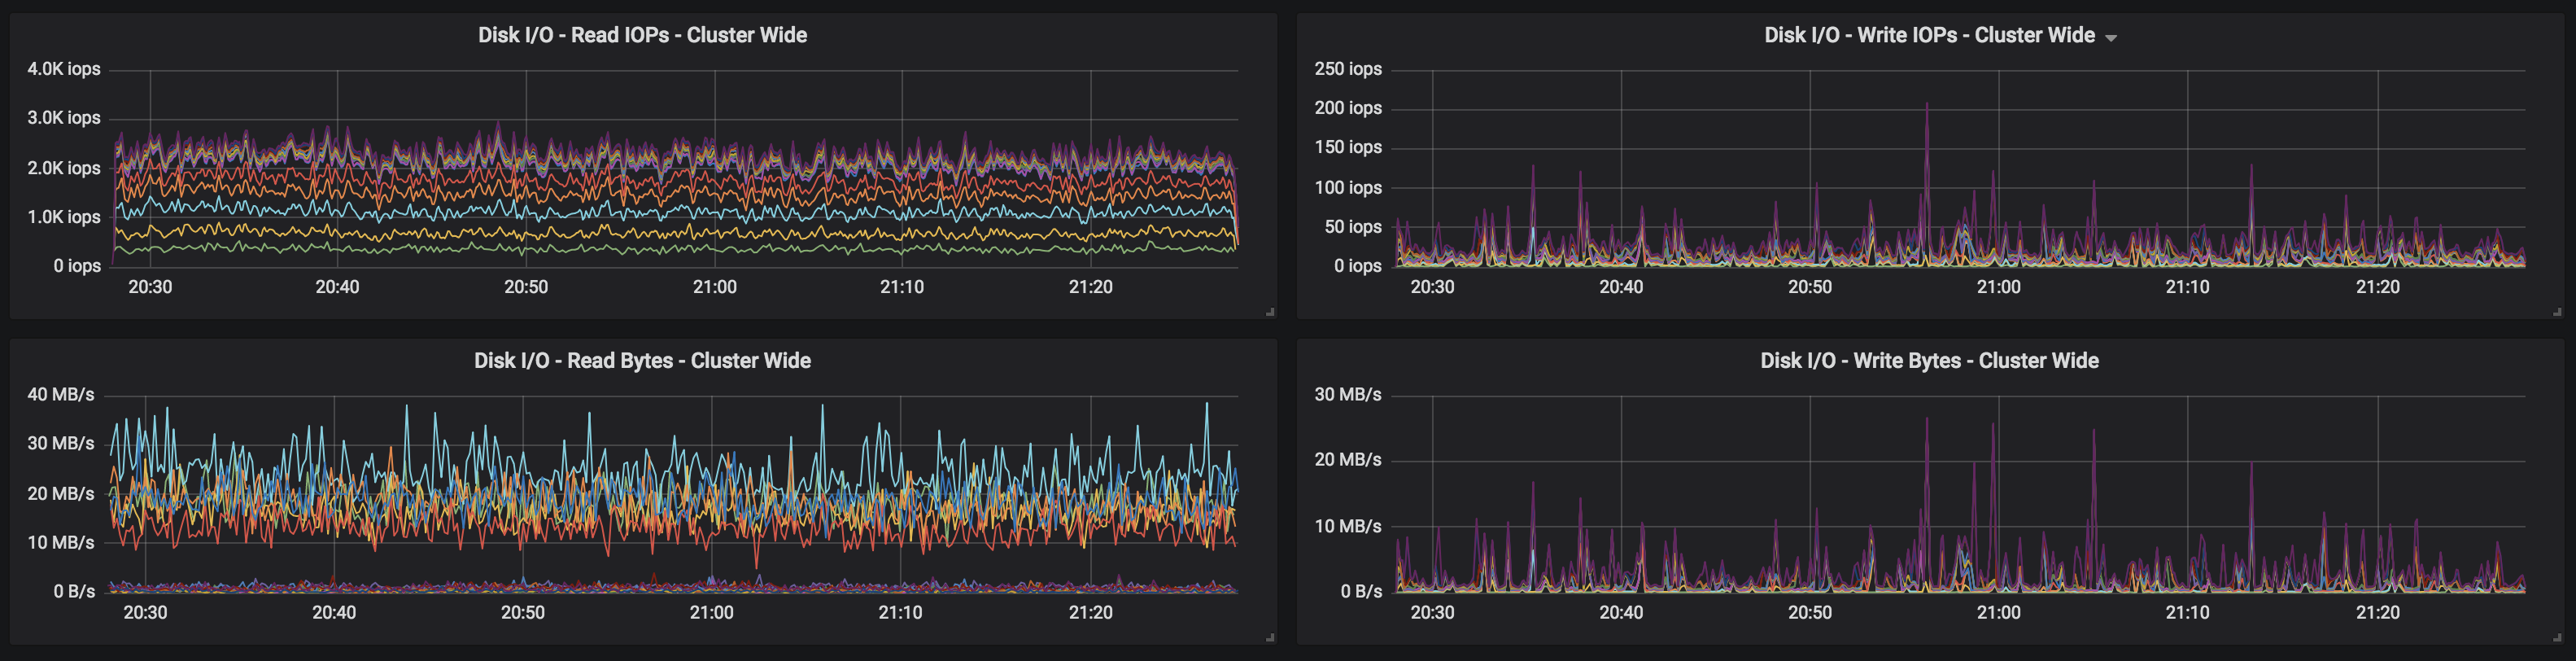 Disk I/O - Read IOPs - Cluster Wide
4.0K iops
3.0K iops
2.0K iops
1.0K iops
0 iops
20:30 20:40 20:50 21:00 21:10 21:20
Disk I/O - Write IOPs - Cluster Wide
250 iops
200 iops
150 iops
100 iops
50 iops
0 iops
20:30 20:40 20:50 21:00 21:10 21:20
Disk I/O - Read Bytes - Cluster Wide
40 MB/s
30 MB/s
20 MB/s
10 MB/s
0 B/s
20:30 20:40 20:50 21:00 21:10 21:20
Disk I/O - Write Bytes - Cluster Wide
30 MB/s
20 MB/s
10 MB/s
0 B/s
20:30 20:40 20:50 21:00 21:10 21:20